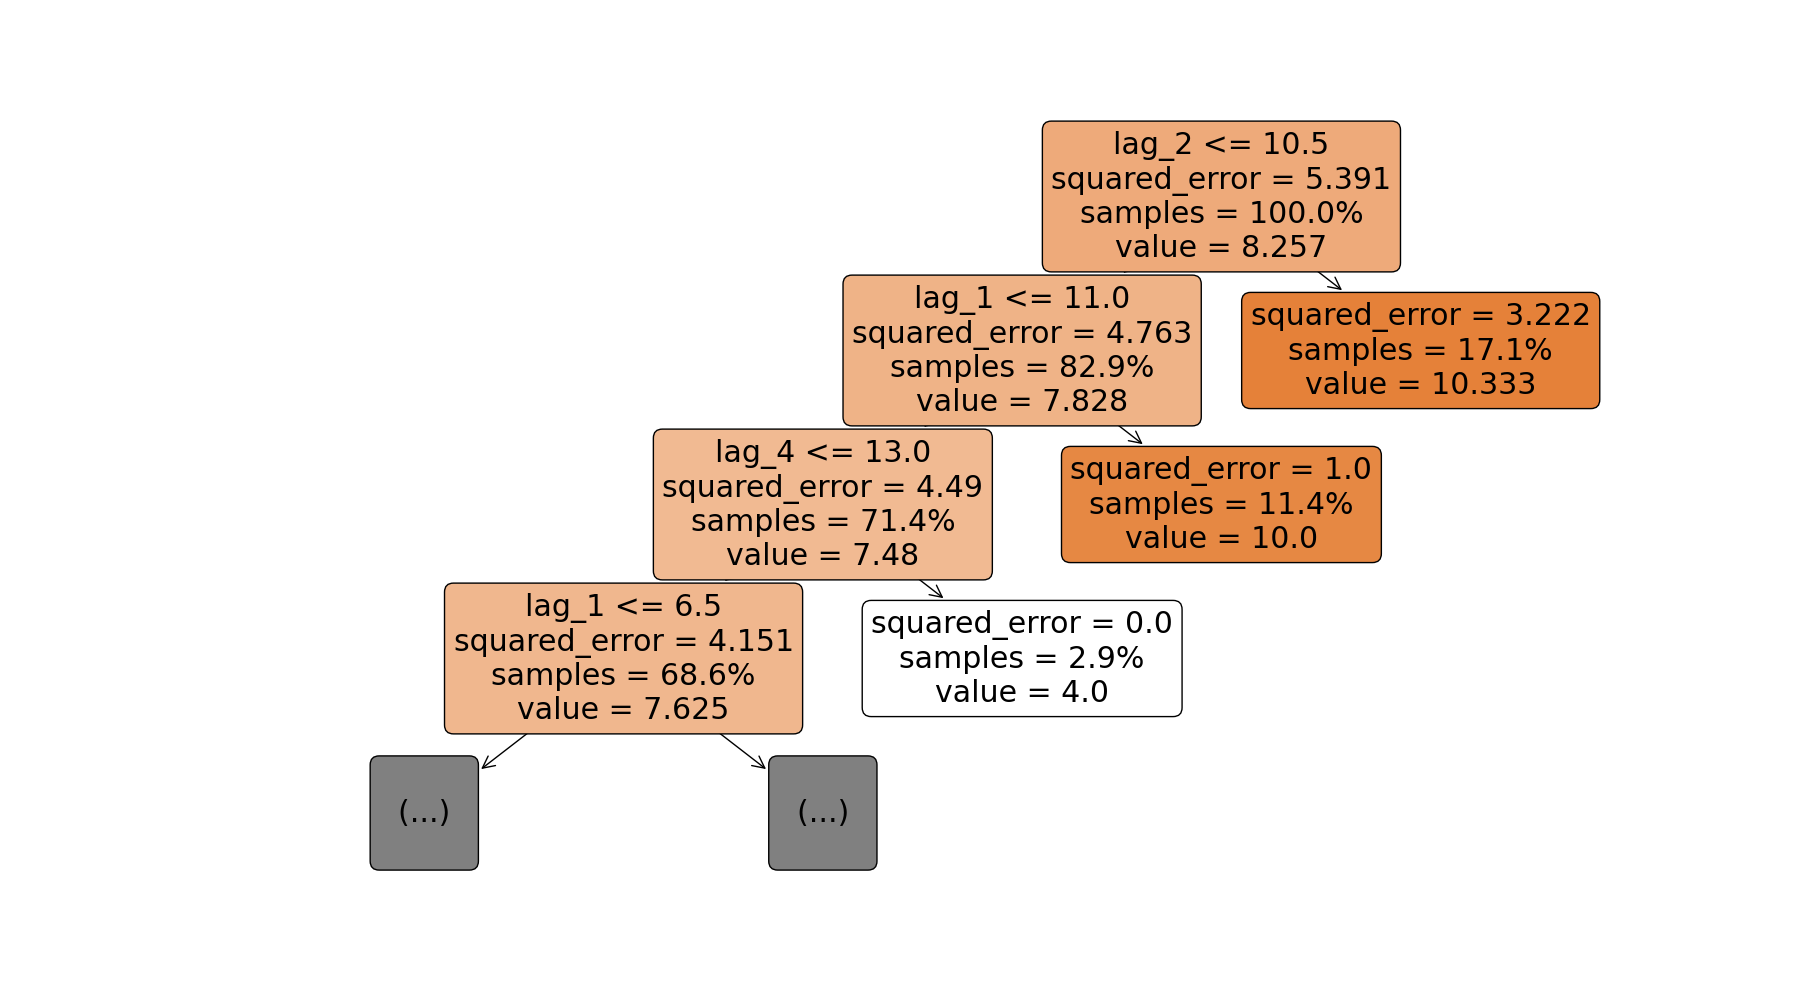 lag_2 <= 10.5
squared_error = 5.391
samples = 100.0%
value = 8.257
lag_1 <= 11.0
squared_error = 4.763
samples = 82.9%
value = 7.828
squared_error = 3.222
samples = 17.1%
value = 10.333
lag_4 <= 13.0
squared_error = 4.49
samples = 71.4%
value = 7.48
squared_error = 1.0
samples = 11.4%
value = 10.0
lag_1 <= 6.5
squared_error = 4.151
samples = 68.6%
value = 7.625
squared_error = 0.0
samples = 2.9%
value = 4.0
(...)
(...)